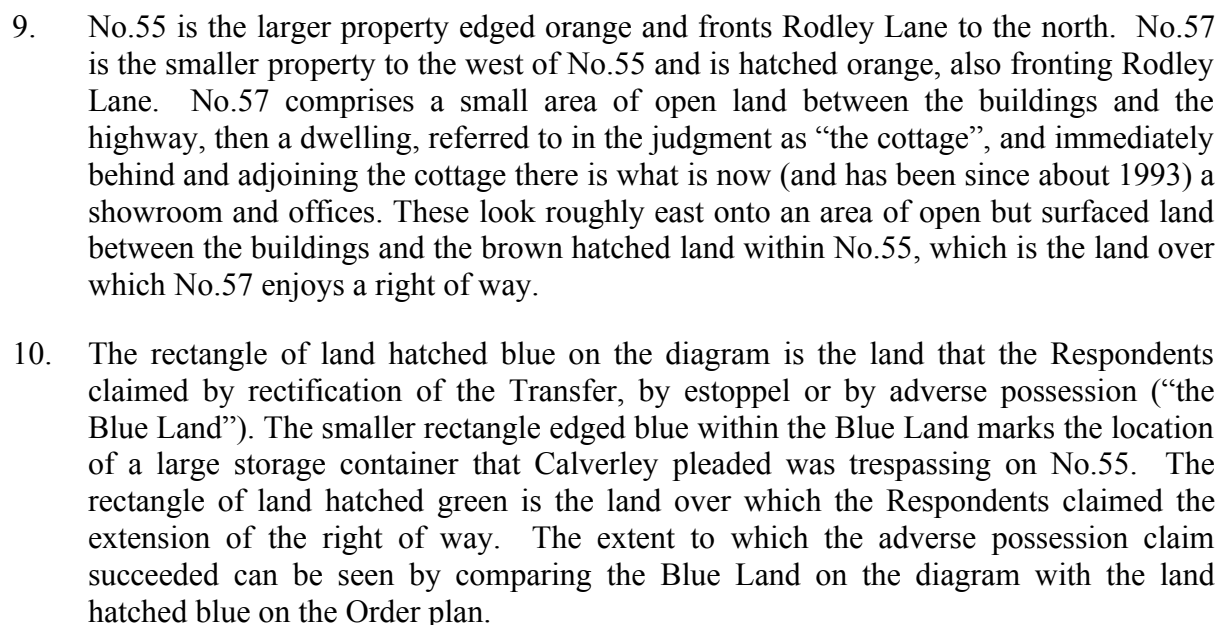 9. No.55 is the larger property edged orange and fronts Rodley Lane to the north. No.57
is the smaller property to the west of No.55 and is hatched orange, also fronting Rodley
Lane. No.57 comprises a small area of open land between the buildings and the
highway, then a dwelling, referred to in the judgment as “the cottage”, and immediately
behind and adjoining the cottage there is what is now (and has been since about 1993) a
showroom and offices. These look roughly east onto an area of open but surfaced land
between the buildings and the brown hatched land within No.55, which is the land over
which No.57 enjoys a right of way.
10. The rectangle of land hatched blue on the diagram is the land that the Respondents
claimed by rectification of the Transfer, by estoppel or by adverse possession (“the
Blue Land”). The smaller rectangle edged blue within the Blue Land marks the location
of a large storage container that Calverley pleaded was trespassing on No.55. The
rectangle of land hatched green is the land over which the Respondents claimed the
extension of the right of way. The extent to which the adverse possession claim
succeeded can be seen by comparing the Blue Land on the diagram with the land
hatched blue on the Order plan.